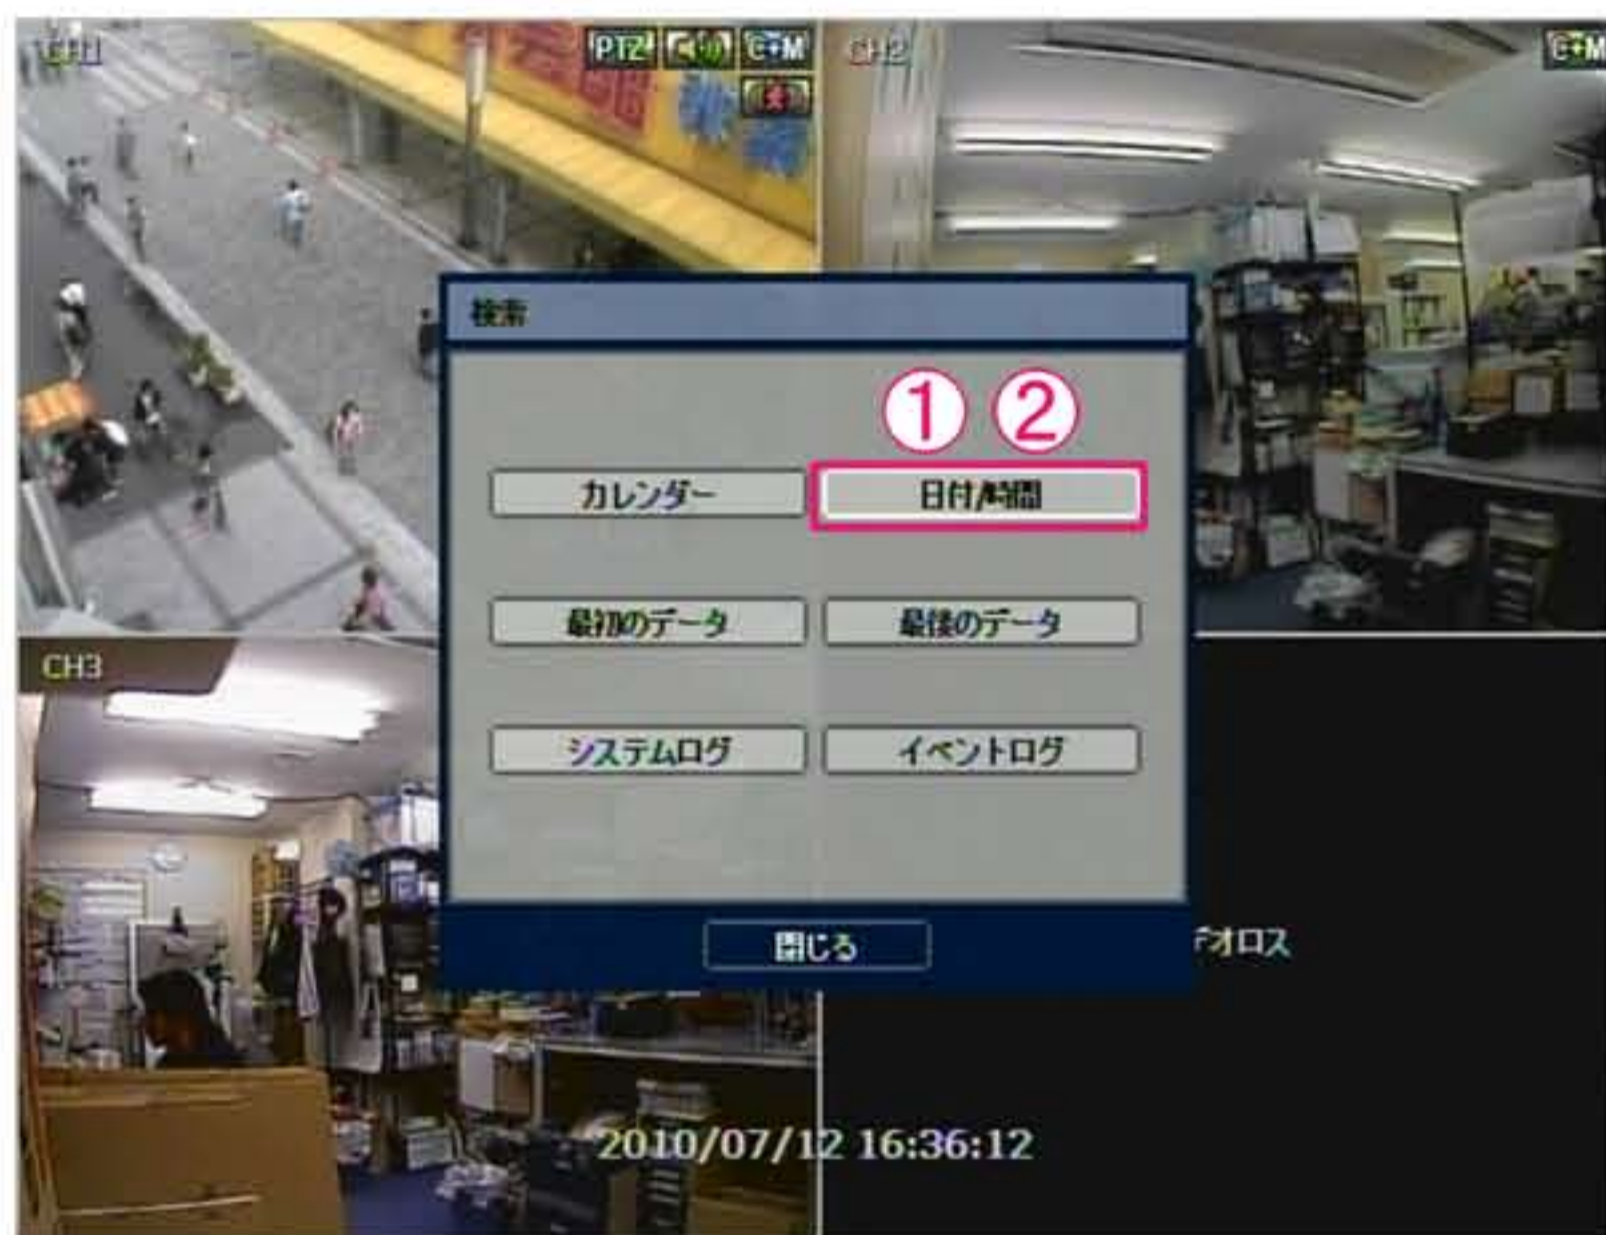 CH1
PTZ
C+M
CH2
C+M
検索
① ②
カレンダー
日付/時間
最初のデータ
最後のデータ
システムログ
イベントログ
閉じる
CH3
デオロス
2010/07/12 16:36:12